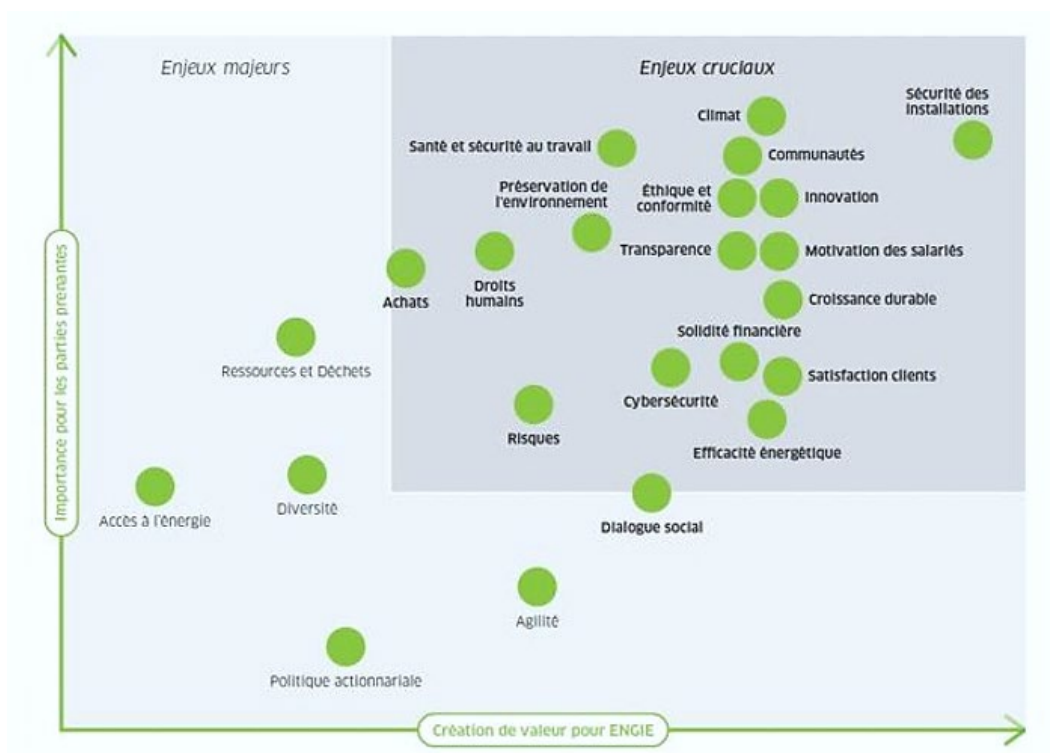 Enjeux majeurs
Enjeux cruciaux
Sécurité des
installations
Climat
Santé et sécurité au travail
Communautés
Préservation de
l'environnement
Éthique et
conformité
Innovation
Transparence
Motivation des salariés
Achats
Droits
humains
Croissance durable
Solidité financière
Ressources et Déchets
Satisfaction clients
Cybersécurité
Risques
Efficacité énergétique
Accès à l'énergie
Diversité
Dialogue social
Agilité
Politique actionnariale
Importance pour les parties prenantes
Création de valeur pour ENGIE